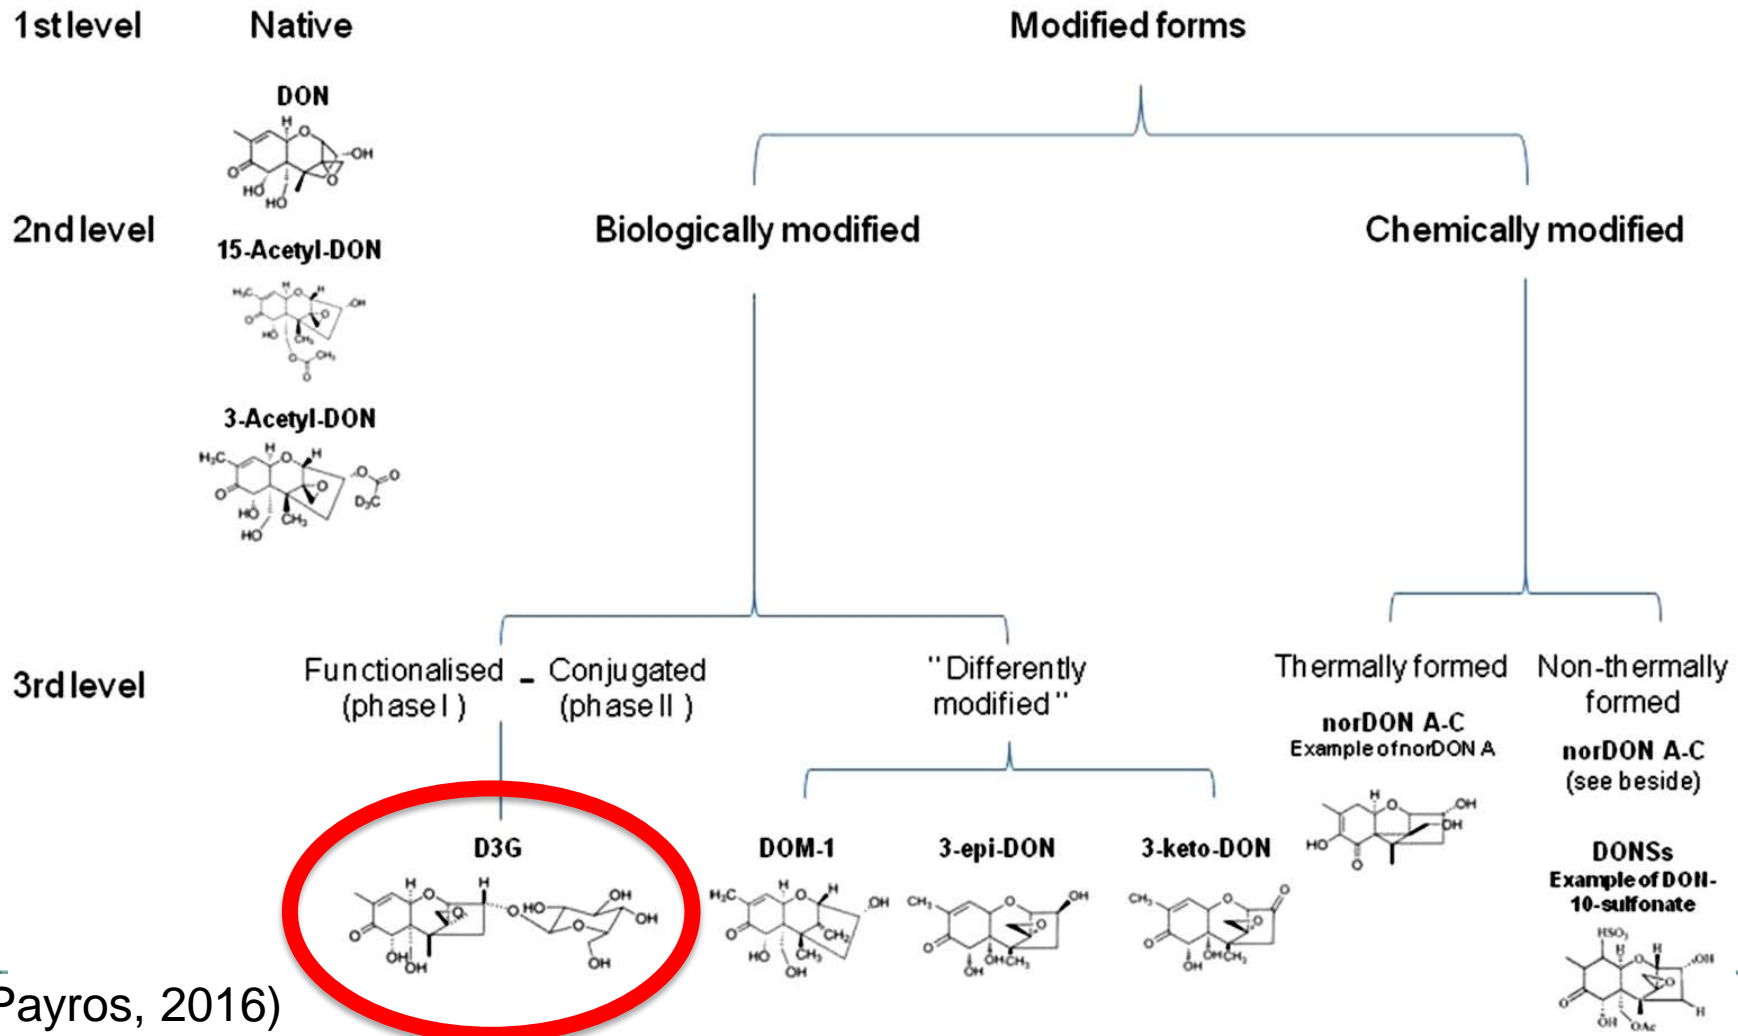 1st level Native Modified forms
DON
2nd level Biologically modified Chemically modified
15-Acetyl-DON
3-Acetyl-DON
3rd level
Functionalised - Conjugated
(phase I ) (phase II )
"Differently
modified"
Thermally formed
norDON A-C
Example of norDON A
Non-thermally
formed
norDON A-C
(see beside)
D3G
DOM-1
3-epi-DON
3-keto-DON
DONSs
Example of DON-
10-sulfonate
Payros, 2016)